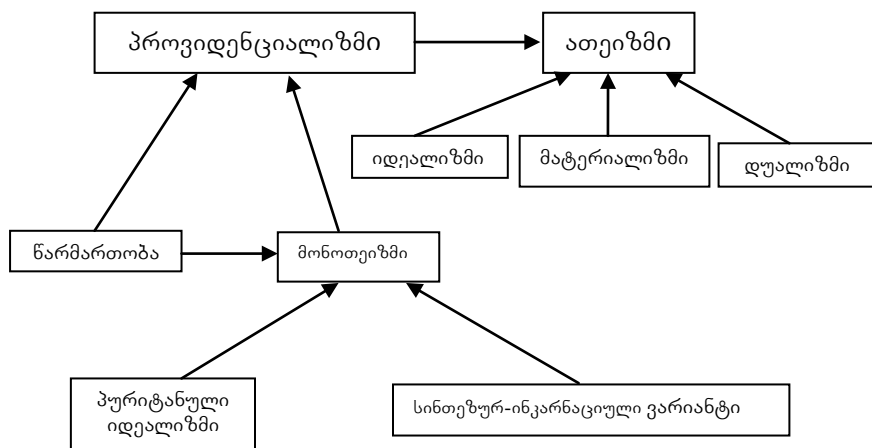 პროვიდენციალიზმი
ათეიზმი
იდეალიზმი
მატერიალიზმი
დუალიზმი
წარმართობა
მონოთეიზმი
პურიტანული
იდეალიზმი
სინთეზურ-ინკარნაციული ვარიანტი